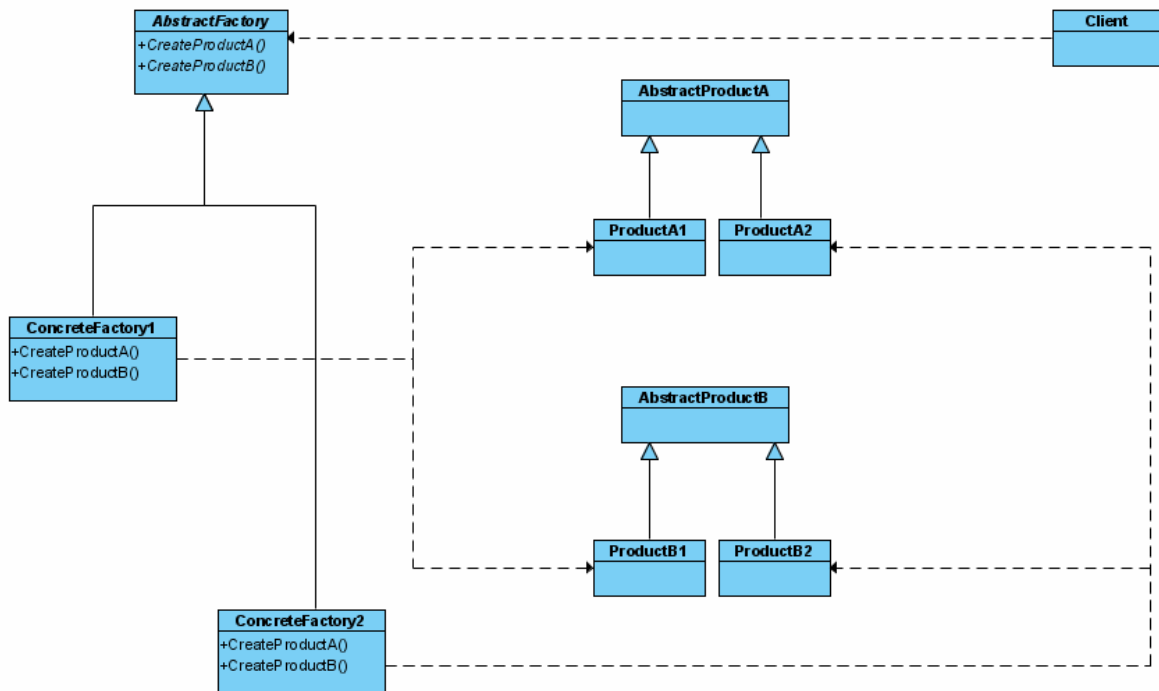 AbstractFactory
+CreateProductA()
+CreateProductB()
Client
AbstractProductA
ProductA1
ProductA2
ConcreteFactory1
+CreateProductA()
+CreateProductB()
AbstractProductB
ProductB1
ProductB2
ConcreteFactory2
+CreateProductA()
+CreateProductB()